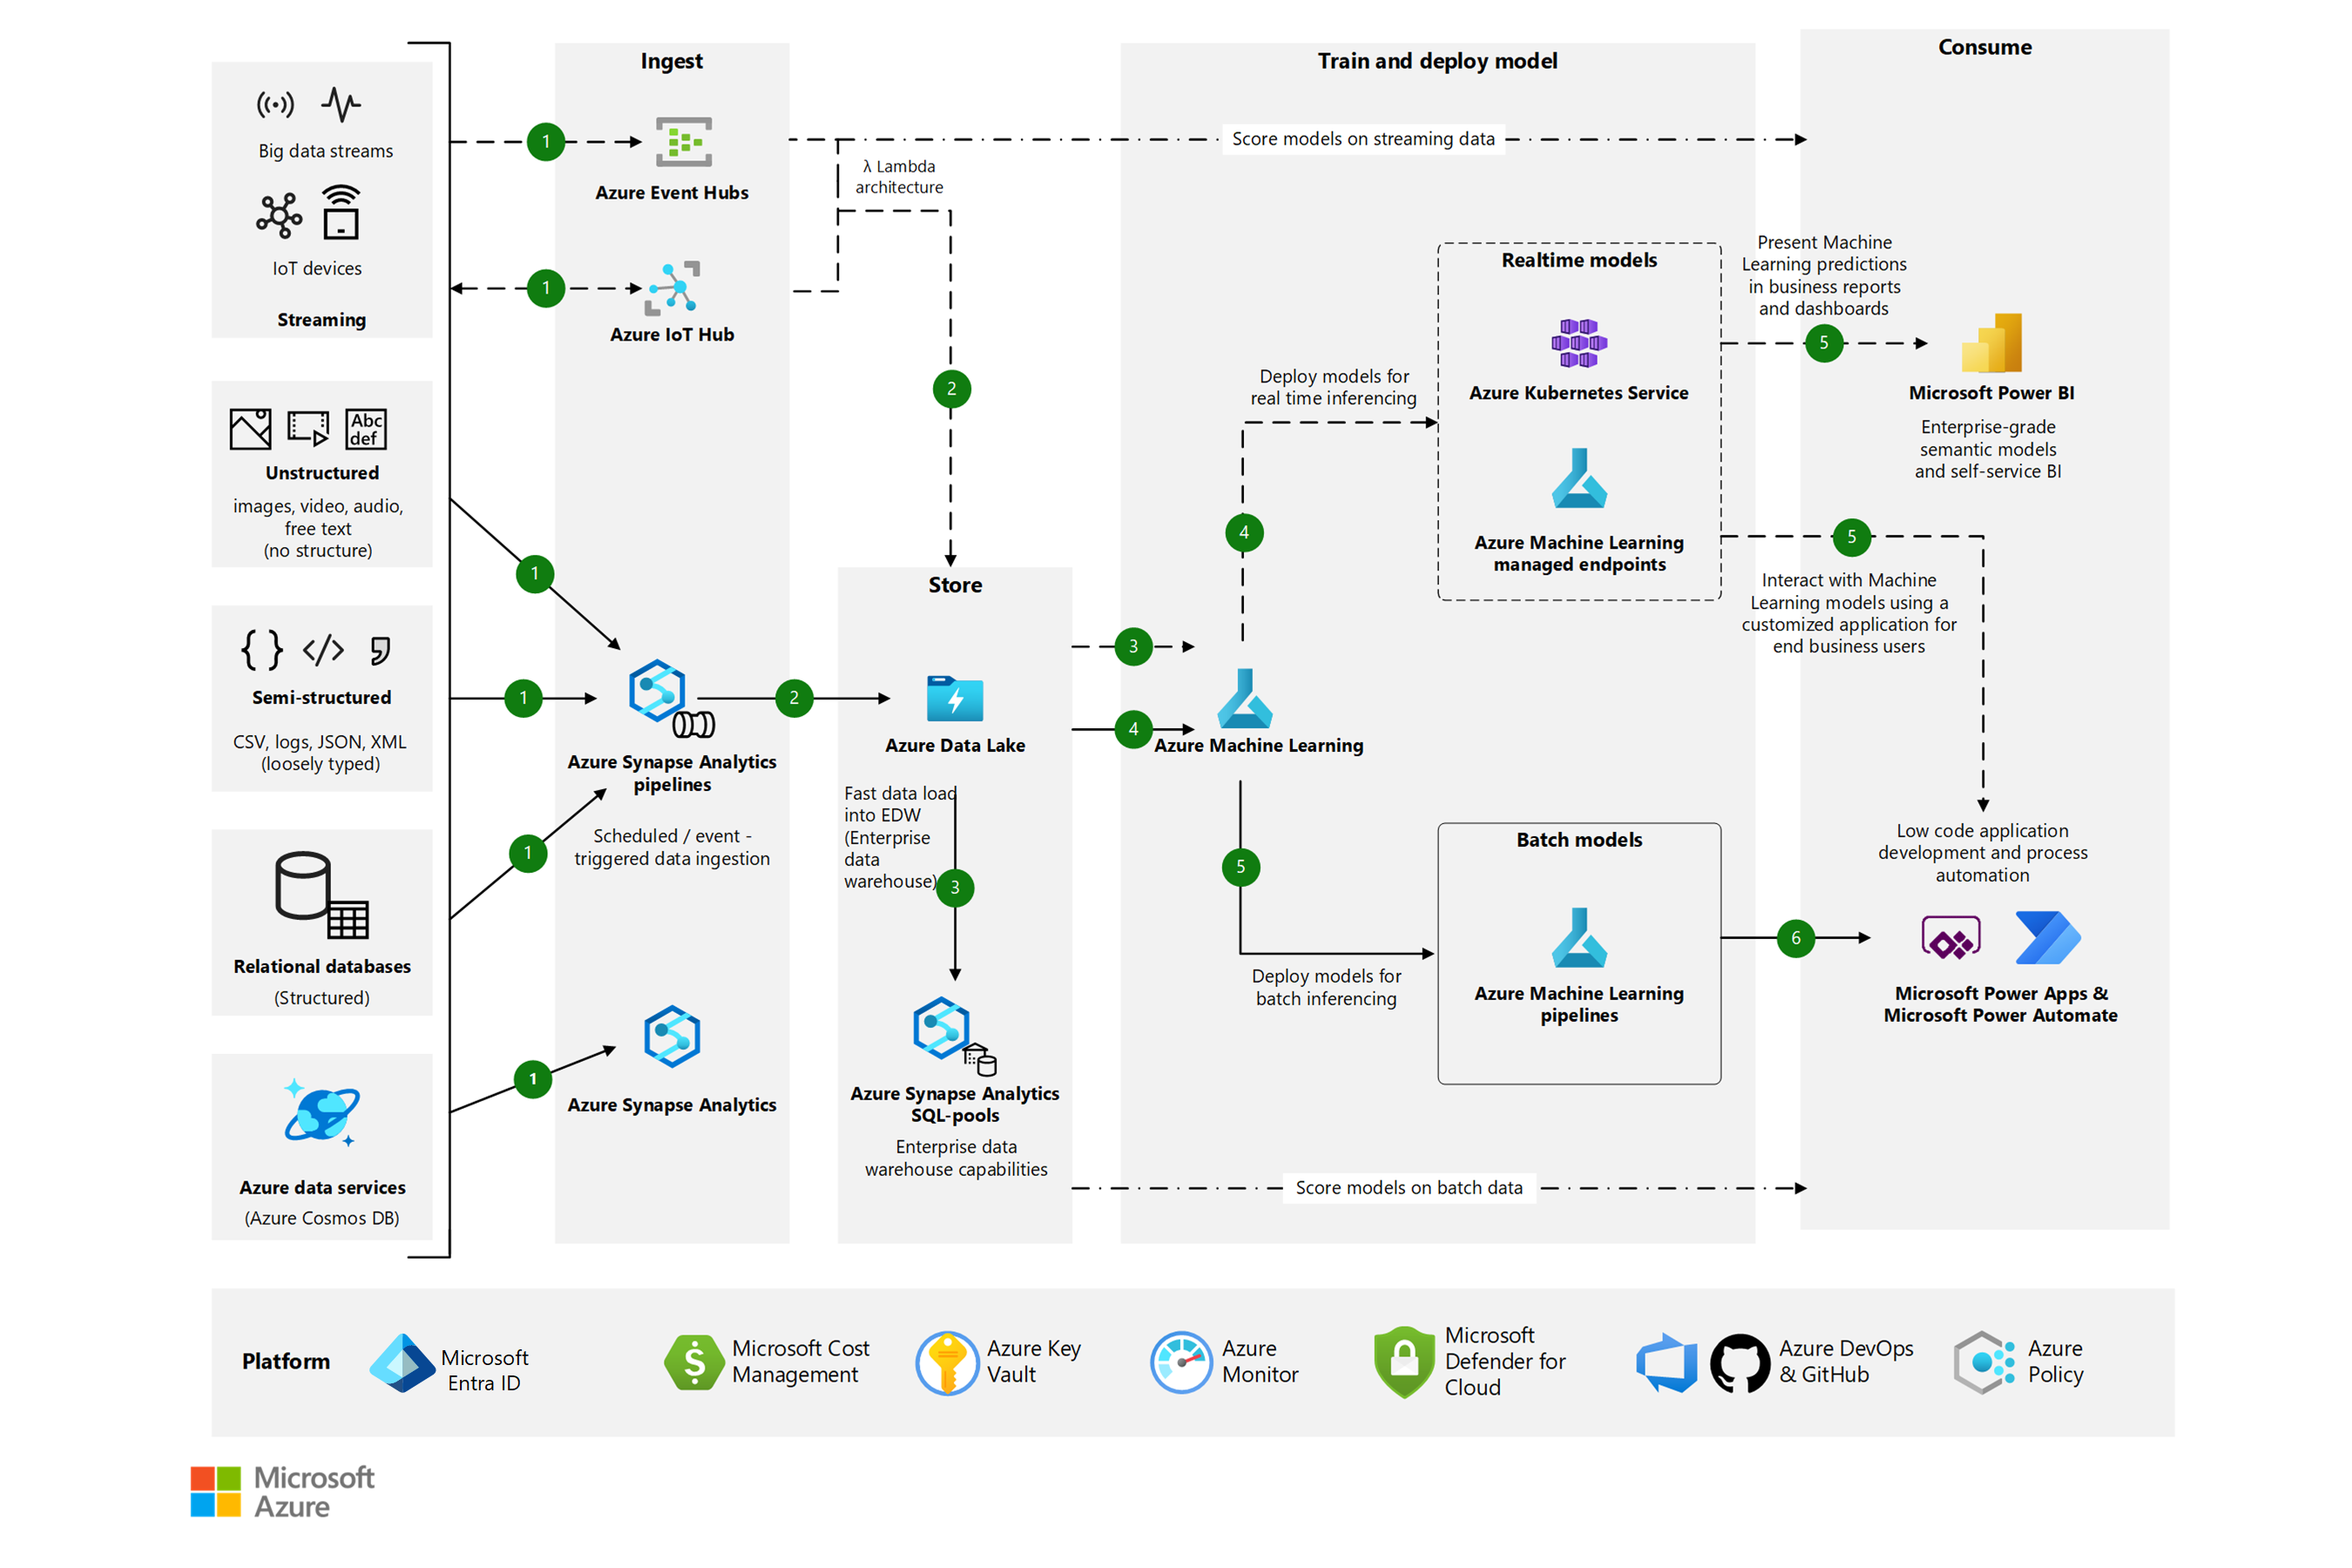 Big data streams
IoT devices
Streaming
Abc
def
Unstructured
images, video, audio,
free text
(no structure)
{ } </>
Semi-structured
CSV, logs, JSON, XML
(loosely typed)
Relational databases
(Structured)
Azure data services
(Azure Cosmos DB)
1
1
1
1
1
1
Ingest
Azure Event Hubs
Azure IoT Hub
Azure Synapse Analytics
pipelines
Scheduled / event -
triggered data ingestion
Azure Synapse Analytics
λ Lambda
architecture
2
2
Store
Azure Data Lake
Fast data load
into EDW
(Enterprise
data
warehouse)
3
Azure Synapse Analytics
SQL-pools
Enterprise data
warehouse capabilities
3
4
Train and deploy model
Score models on streaming data
Deploy models for
real time inferencing
4
Azure Machine Learning
5
Deploy models for
batch inferencing
Realtime models
Azure Kubernetes Service
Azure Machine Learning
managed endpoints
Batch models
Azure Machine Learning
pipelines
Score models on batch data
Consume
Present Machine
Learning predictions
in business reports
and dashboards
5
Microsoft Power BI
Enterprise-grade
semantic models
and self-service BI
5
Interact with Machine
Learning models using a
customized application for
end business users
Low code application
development and process
automation
6
Microsoft Power Apps &
Microsoft Power Automate
Platform
Microsoft
Entra ID
$
Microsoft Cost
Management
Azure Key
Vault
Azure
Monitor
Microsoft
Defender for
Cloud
Azure DevOps
& GitHub
Azure
Policy
Microsoft
Azure